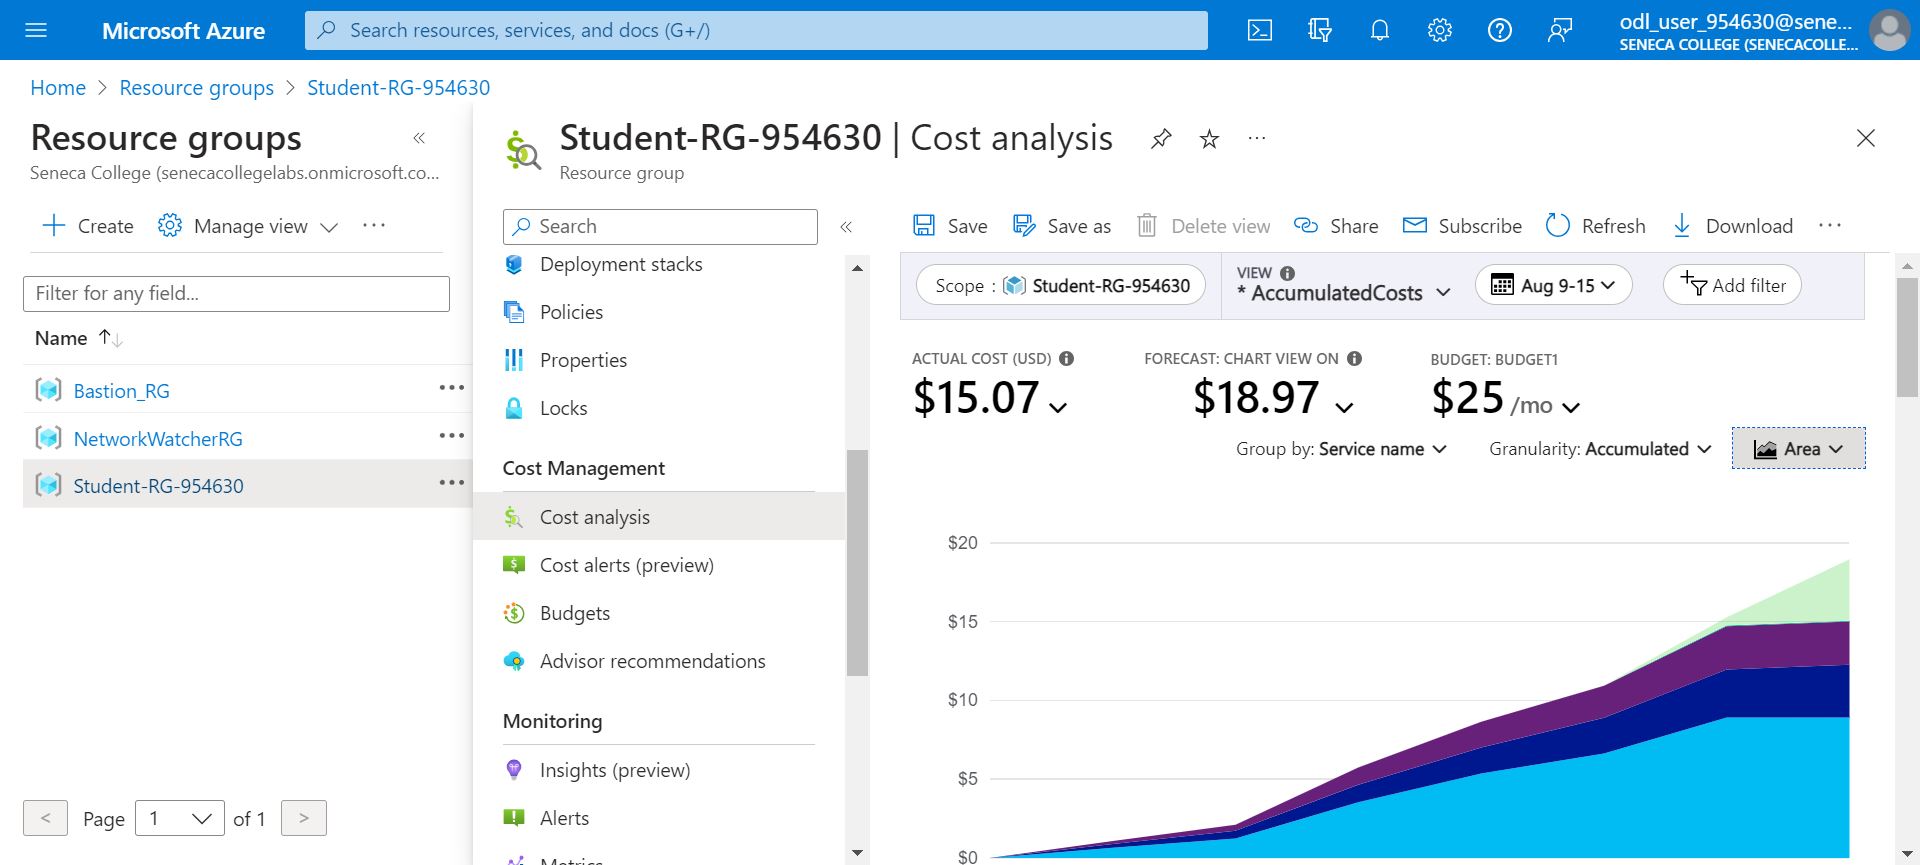 Microsoft Azure
Search resources, services, and docs (G+/)
odl_user_954630@sene...
SENECA COLLEGE (SENECACOLLE...
Home > Resource groups > Student-RG-954630
Resource groups
Seneca College (senecacollegelabs.onmicrosoft.co...
Create
Manage view
Filter for any field...
Name
Bastion_RG
NetworkWatcherRG
Student-RG-954630
< Page 1 of 1 >
Student-RG-954630 | Cost analysis
Resource group
Search
Deployment stacks
Policies
Properties
Locks
Cost Management
Cost analysis
Cost alerts (preview)
Budgets
Advisor recommendations
Monitoring
Insights (preview)
Alerts
Metrics
Save
Save as
Delete view
Share
Subscribe
Refresh
Download
Scope : Student-RG-954630
VIEW
* AccumulatedCosts
Aug 9-15
Add filter
ACTUAL COST (USD)
$15.07
FORECAST: CHART VIEW ON
$18.97
BUDGET: BUDGET1
$25 /mo
Group by: Service name
Granularity: Accumulated
Area
$20
$15
$10
$5
$0